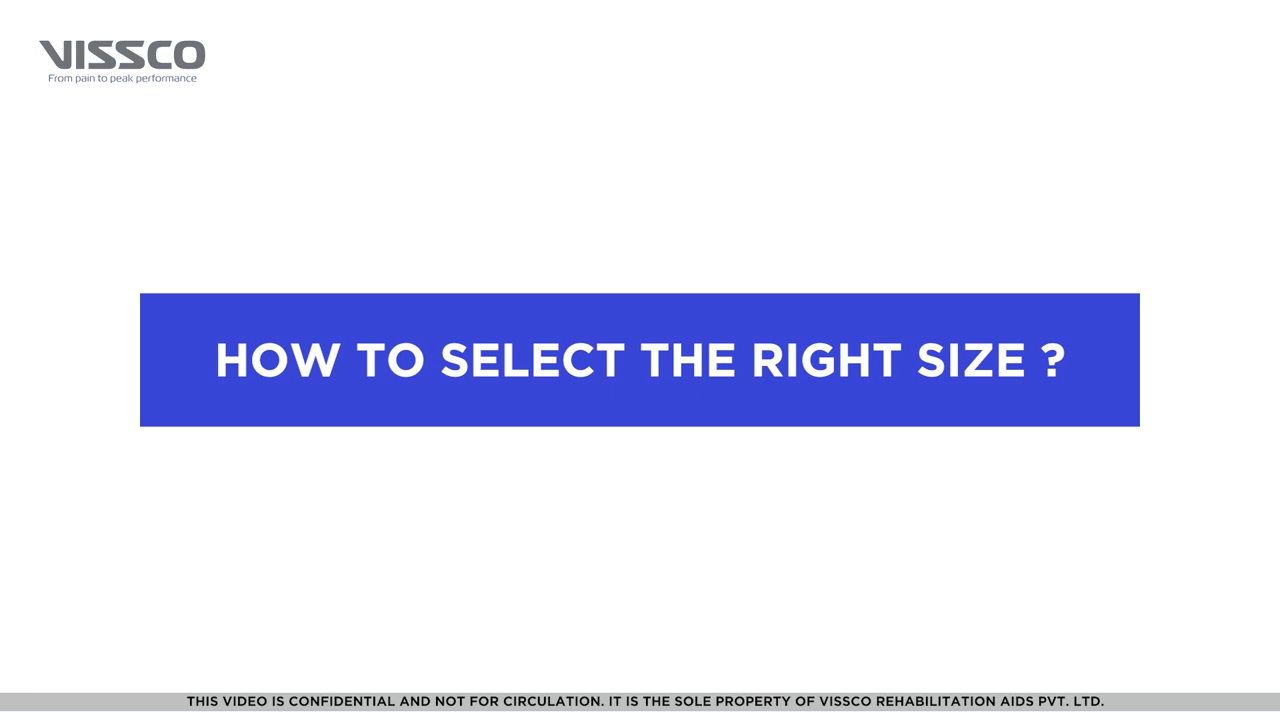 VISSCO
From pain to peak performance
HOW TO SELECT THE RIGHT SIZE ?
THIS VIDEO IS CONFIDENTIAL AND NOT FOR CIRCULATION. IT IS THE SOLE PROPERTY OF VISSCO REHABILITATION AIDS PVT. LTD.